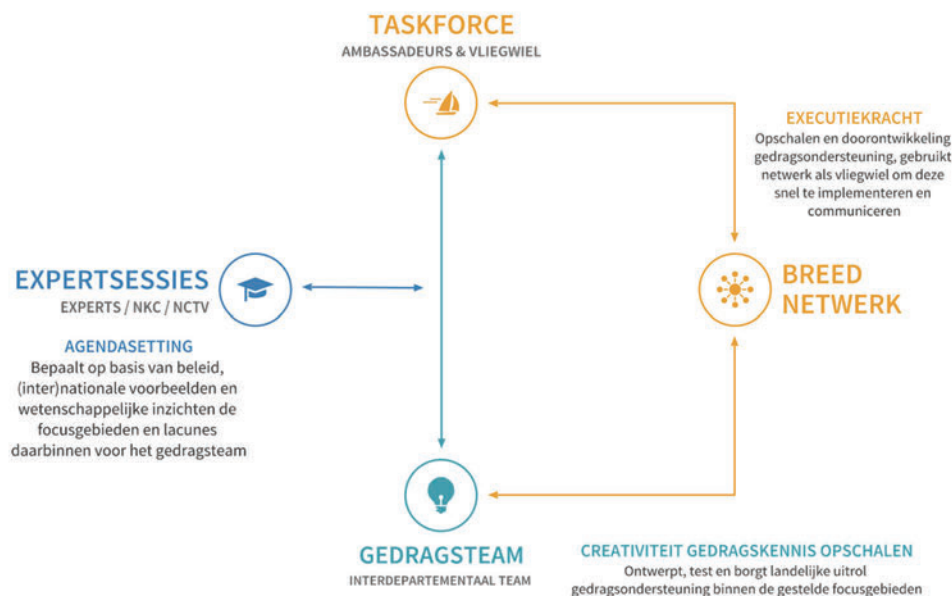 TASKFORCE
AMBASSADEURS & VLIEGWIEL
EXECUTIEKRACHT
Opschalen en doorontwikkeling
gedragsondersteuning, gebruikt
netwerk als vliegwiel om deze
snel te implementeren en
communiceren
EXPERTSESSIES
EXPERTS / NKC / NCTV
AGENDASETTING
Bepaalt op basis van beleid,
(inter)nationale voorbeelden en
wetenschappelijke inzichten de
focusgebieden en lacunes
daarbinnen voor het gedragsteam
BREED
NETWERK
GEDRAGSTEAM
INTERDEPARTEMENTAAL TEAM
CREATIVITEIT GEDRAGSKENNIS OPSCHALEN
Ontwerpt, test en borgt landelijke uitrol
gedragsondersteuning binnen de gestelde focusgebieden